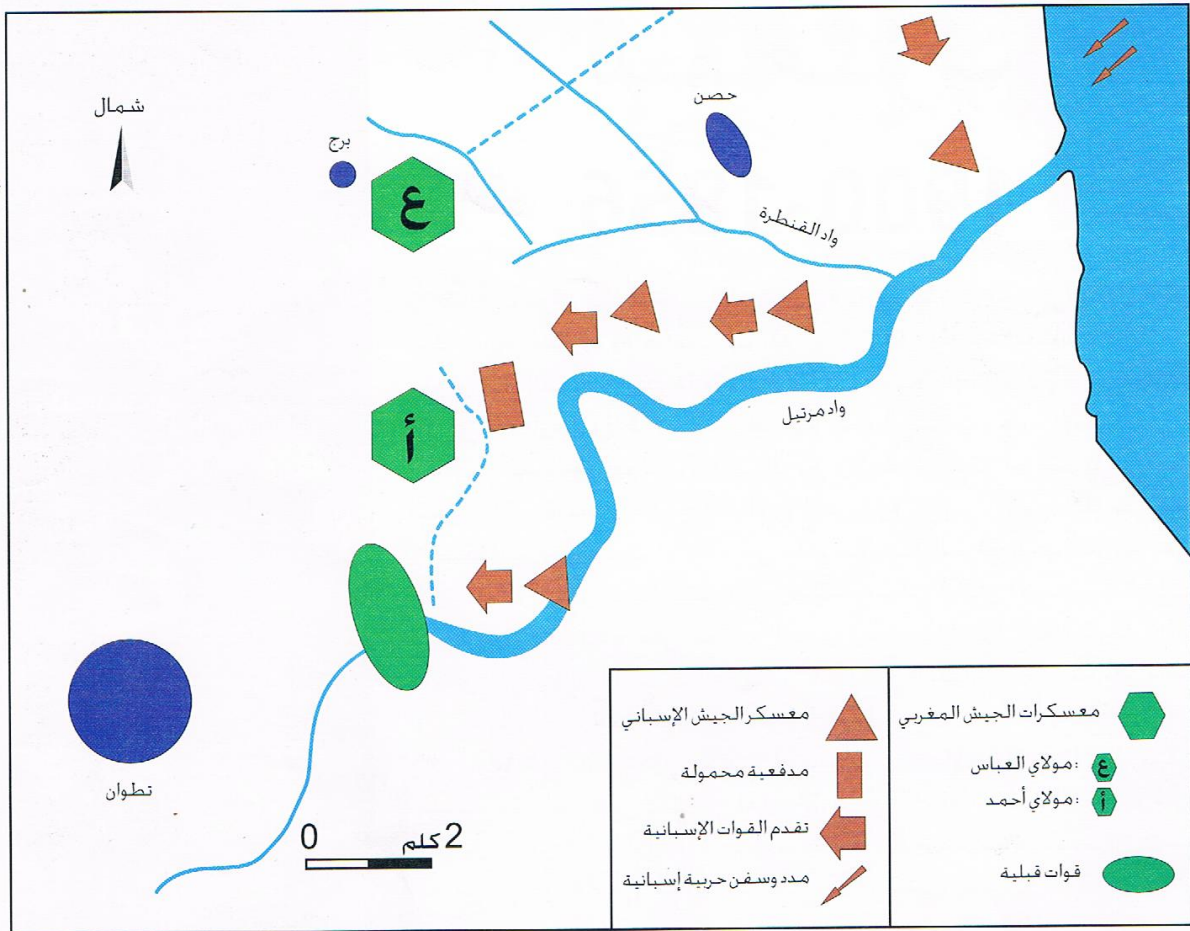 شمال
حصن
برج
ع
واد القنطرة
واد مرتيل
أ
تطوان
0 2 كلم
معسكرات الجيش المغربي
ع : مولاي العباس
أ : مولاي أحمد
قوات قبلية
معسكر الجيش الإسباني
مدفعية محمولة
تقدم القوات الإسبانية
مدد وسفن حربية إسبانية